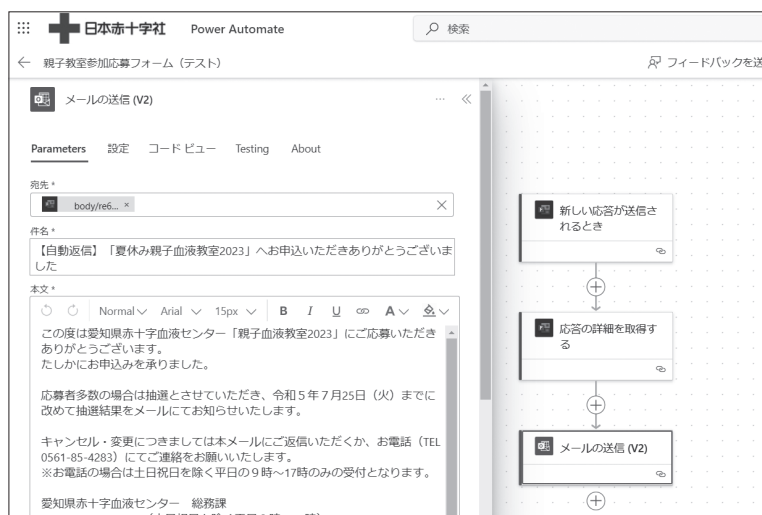 日本赤十字社 Power Automate
検索
親子教室参加応募フォーム（テスト）
フィードバックを送
メールの送信 (V2)
Parameters 設定 コード ビュー Testing About
宛先 *
body/re6... ×
件名 *
【自動返信】「夏休み親子血液教室2023」へお申込いただきありがとうございま
した
本文 *
Normal Arial 15px B I U A
この度は愛知県赤十字血液センター「親子血液教室2023」にご応募いただき
ありがとうございます。
たしかにお申込みを承りました。
応募者多数の場合は抽選とさせていただき、令和５年７月25日（火）までに
改めて抽選結果をメールにてお知らせいたします。
キャンセル・変更につきましては本メールにご返信いただくか、お電話（TEL
0561-85-4283）にてご連絡をお願いいたします。
※お電話の場合は土日祝日を除く平日の９時～17時のみの受付となります。
愛知県赤十字血液センター　総務課
新しい応答が送信さ
れるとき
応答の詳細を取得す
る
メールの送信 (V2)